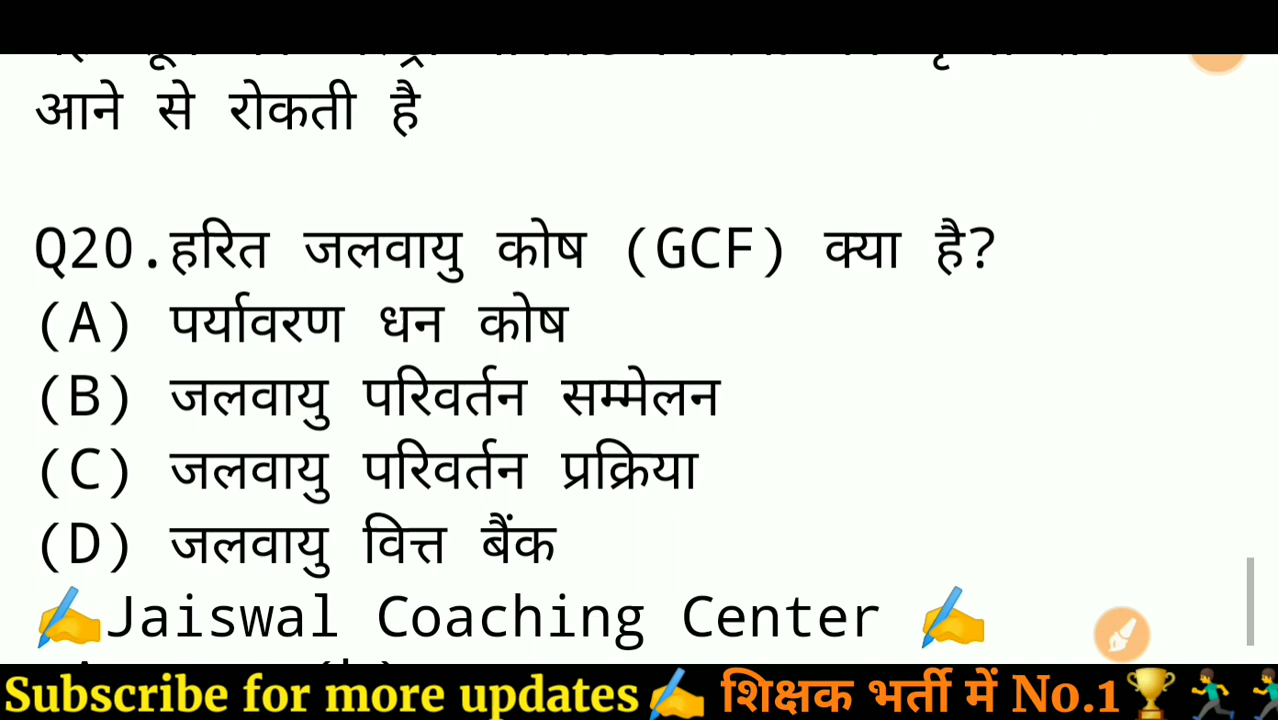 आने से रोकती है
Q20.हरित जलवायु कोष (GCF) क्या है?
(A) पर्यावरण धन कोष
(B) जलवायु परिवर्तन सम्मेलन
(C) जलवायु परिवर्तन प्रक्रिया
(D) जलवायु वित्त बैंक
✍️Jaiswal Coaching Center ✍️
Subscribe for more updates✍️ शिक्षक भर्ती में No.1🏆🏃🏃